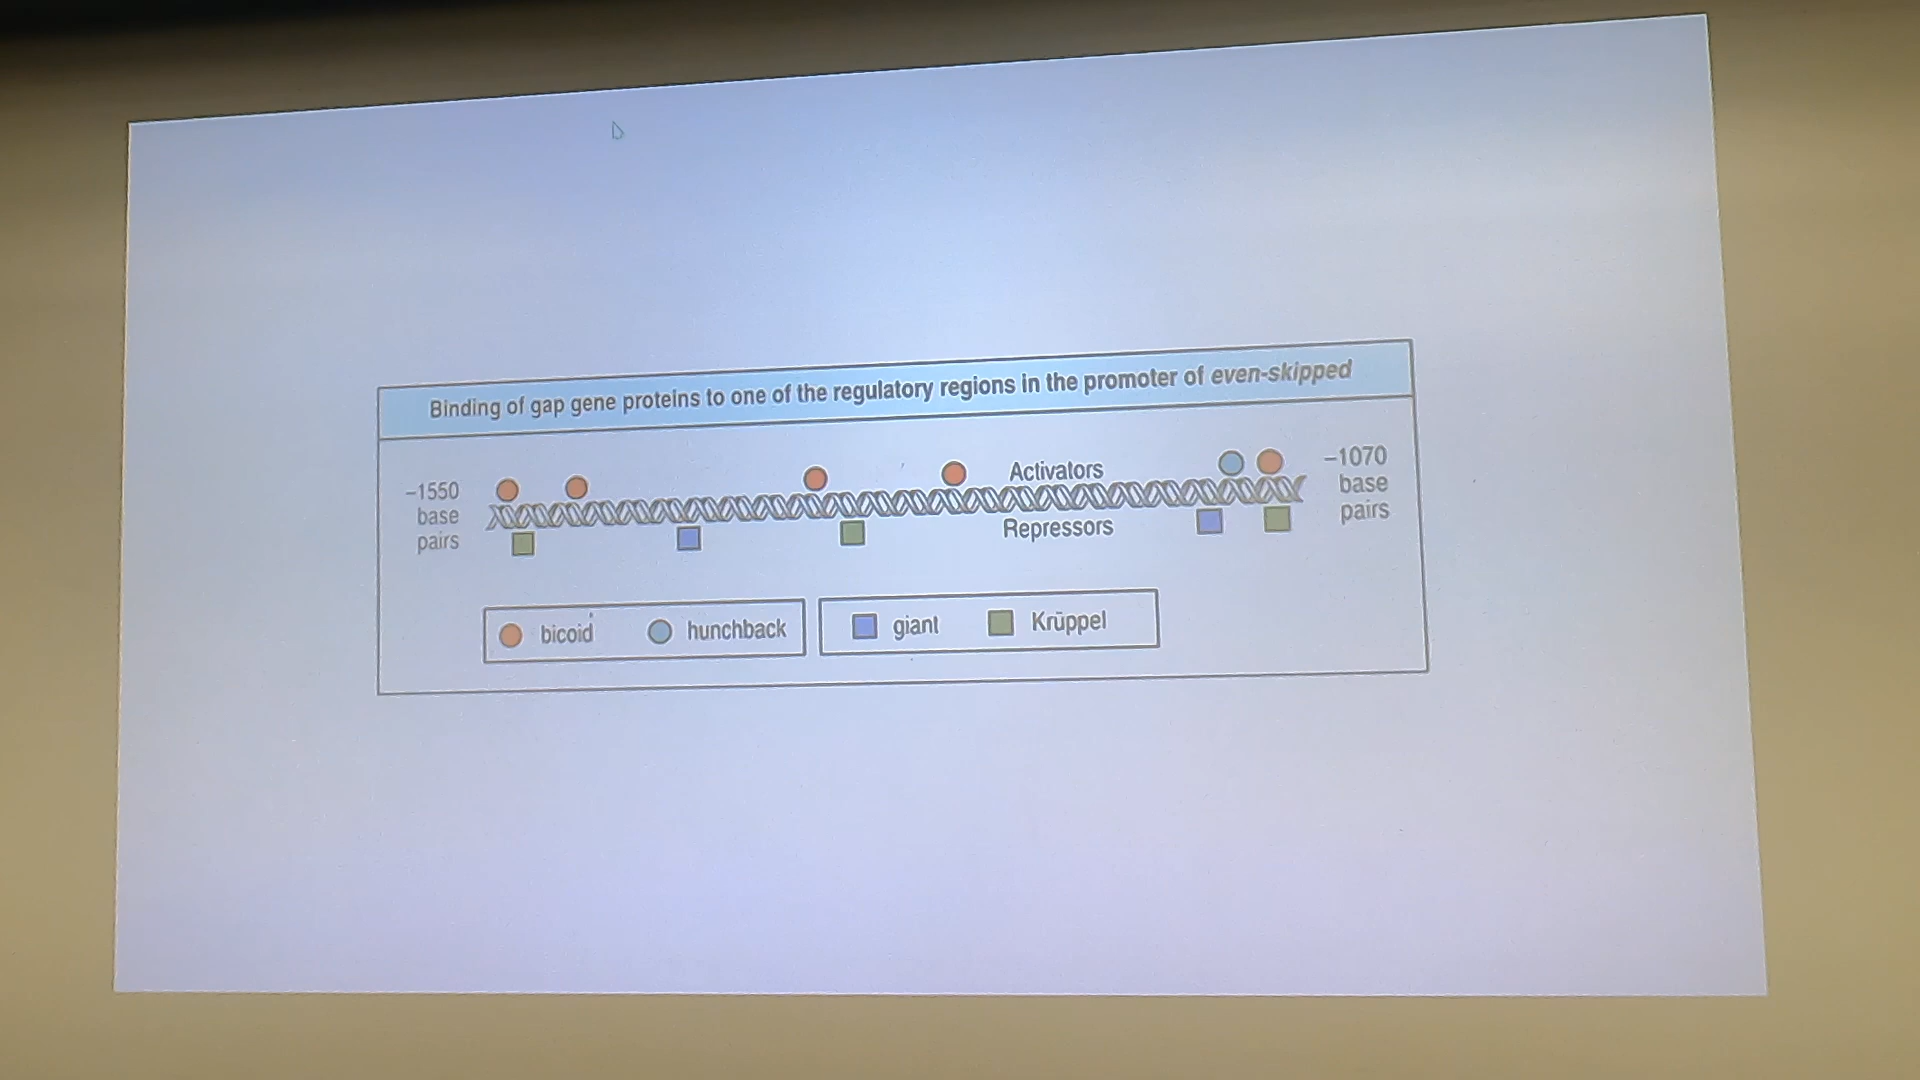 Binding of gap gene proteins to one of the regulatory regions in the promoter of even-skipped
−1550
base
pairs
Activators
Repressors
−1070
base
pairs
bicoid
hunchback
giant
Krüppel